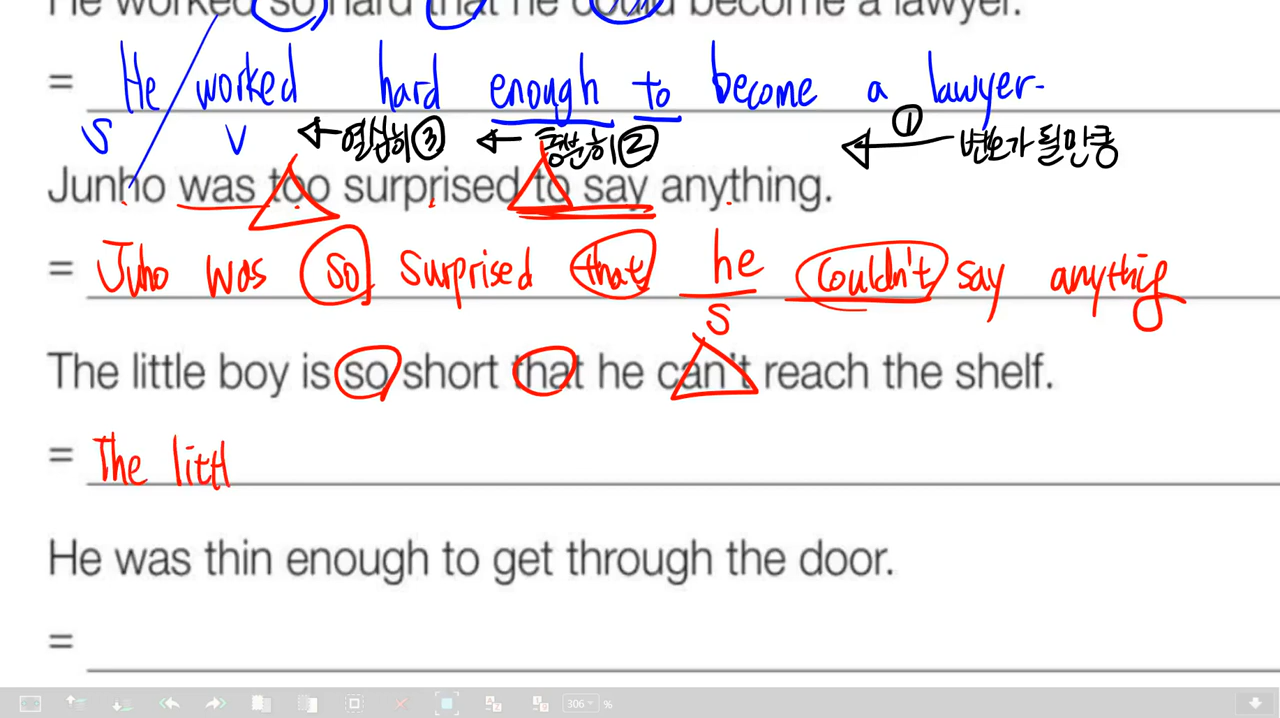 He worked so hard that he could become a lawyer.
= He worked hard enough to become a lawyer.
S V 열심히③ 충분히② ① 변호가 될만큼
Junho was too surprised to say anything.
= Juho was so surprised that he couldn't say anythig
S
The little boy is so short that he can't reach the shelf.
= The littl
He was thin enough to get through the door.
=
306 %